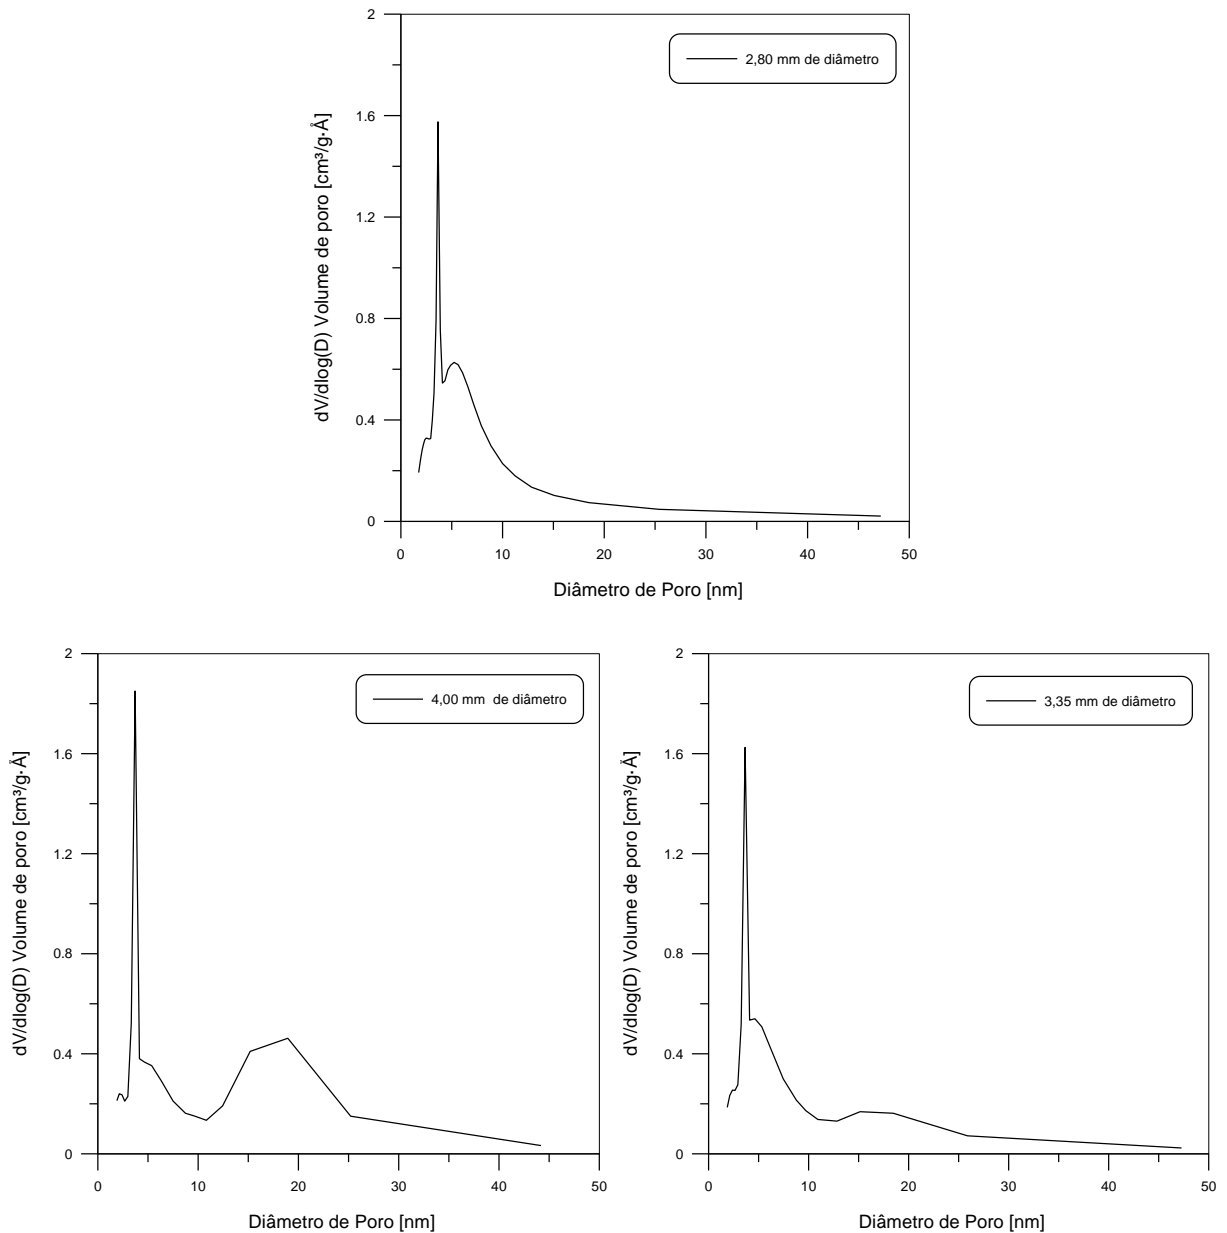 2
1.6
1.2
0.8
0.4
0
dV/dlog(D) Volume de poro [cm³/g·Å]
2,80 mm de diâmetro
0 10 20 30 40 50
Diâmetro de Poro [nm]
2
1.6
1.2
0.8
0.4
0
dV/dlog(D) Volume de poro [cm³/g·Å]
4,00 mm de diâmetro
0 10 20 30 40 50
Diâmetro de Poro [nm]
2
1.6
1.2
0.8
0.4
0
dV/dlog(D) Volume de poro [cm³/g·Å]
3,35 mm de diâmetro
0 10 20 30 40 50
Diâmetro de Poro [nm]